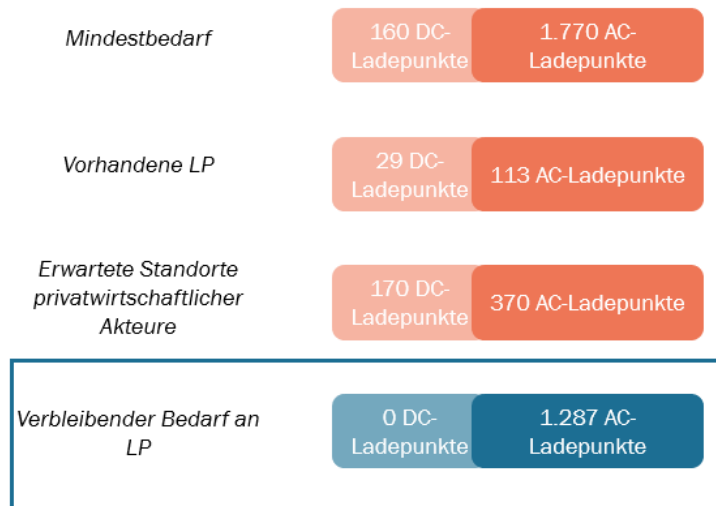 Mindestbedarf
160 DC-
Ladepunkte
1.770 AC-
Ladepunkte
Vorhandene LP
29 DC-
Ladepunkte
113 AC-Ladepunkte
Erwartete Standorte
privatwirtschaftlicher
Akteure
170 DC-
Ladepunkte
370 AC-Ladepunkte
Verbleibender Bedarf an
LP
0 DC-
Ladepunkte
1.287 AC-
Ladepunkte